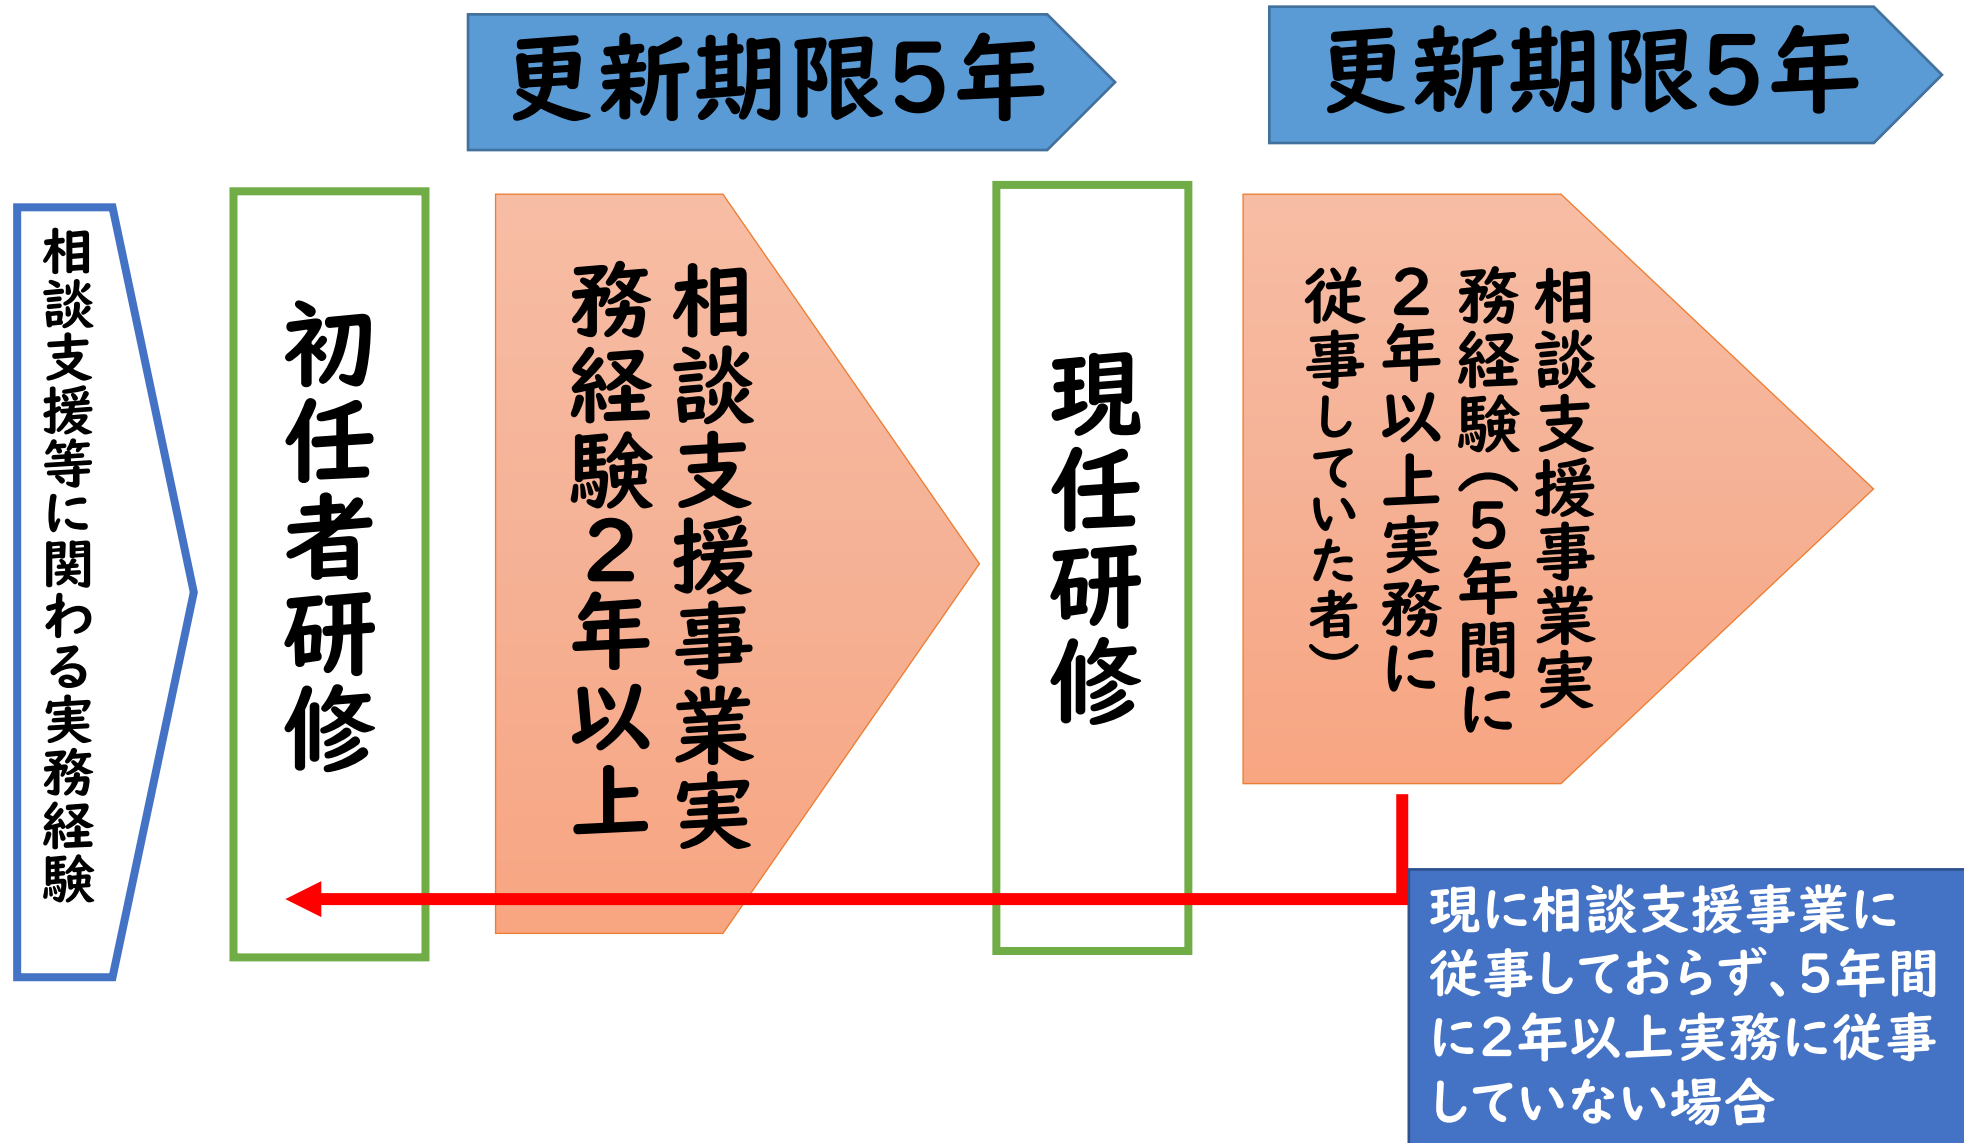 更新期限５年
更新期限５年
相談支援等に関わる実務経験
初任者研修
相談支援事業実
務経験２年以上
現任研修
相談支援事業実
務経験（５年間に
２年以上実務に
従事していた者）
現に相談支援事業に
従事しておらず、５年間
に２年以上実務に従事
していない場合